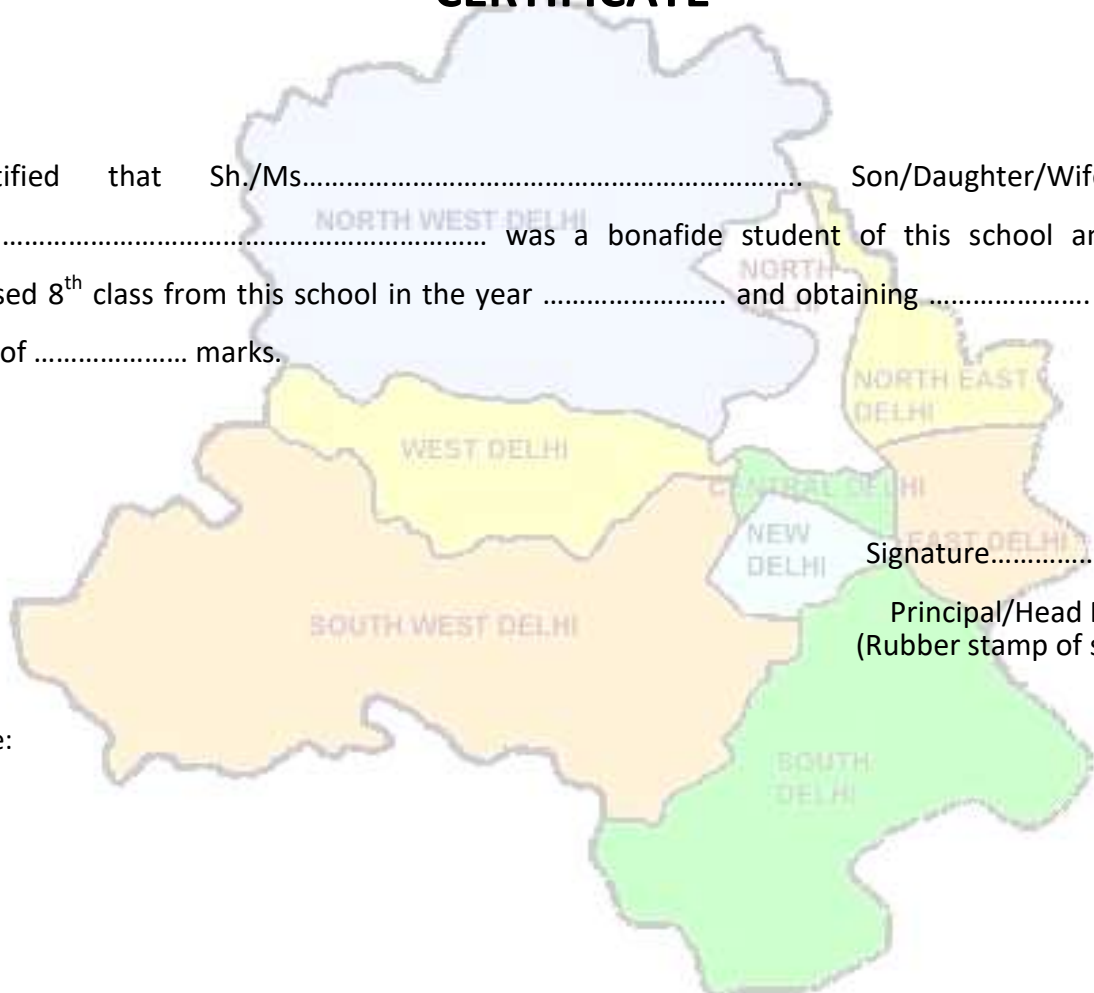 CERTIFICATE
tified that Sh./Ms………………………………………………………….. Son/Daughter/Wife
………………………………………………………… was a bonafide student of this school an
sed 8th class from this school in the year ……………………. and obtaining ………………….
of ………………… marks.
NORTH WEST DELHI
NORTH
DELHI
NORTH EAST
DELHI
WEST DELHI
CENTRAL DELHI
NEW
DELHI
EAST DELHI
Signature…………..
SOUTH WEST DELHI
Principal/Head
(Rubber stamp of s
e:
SOUTH
DELHI